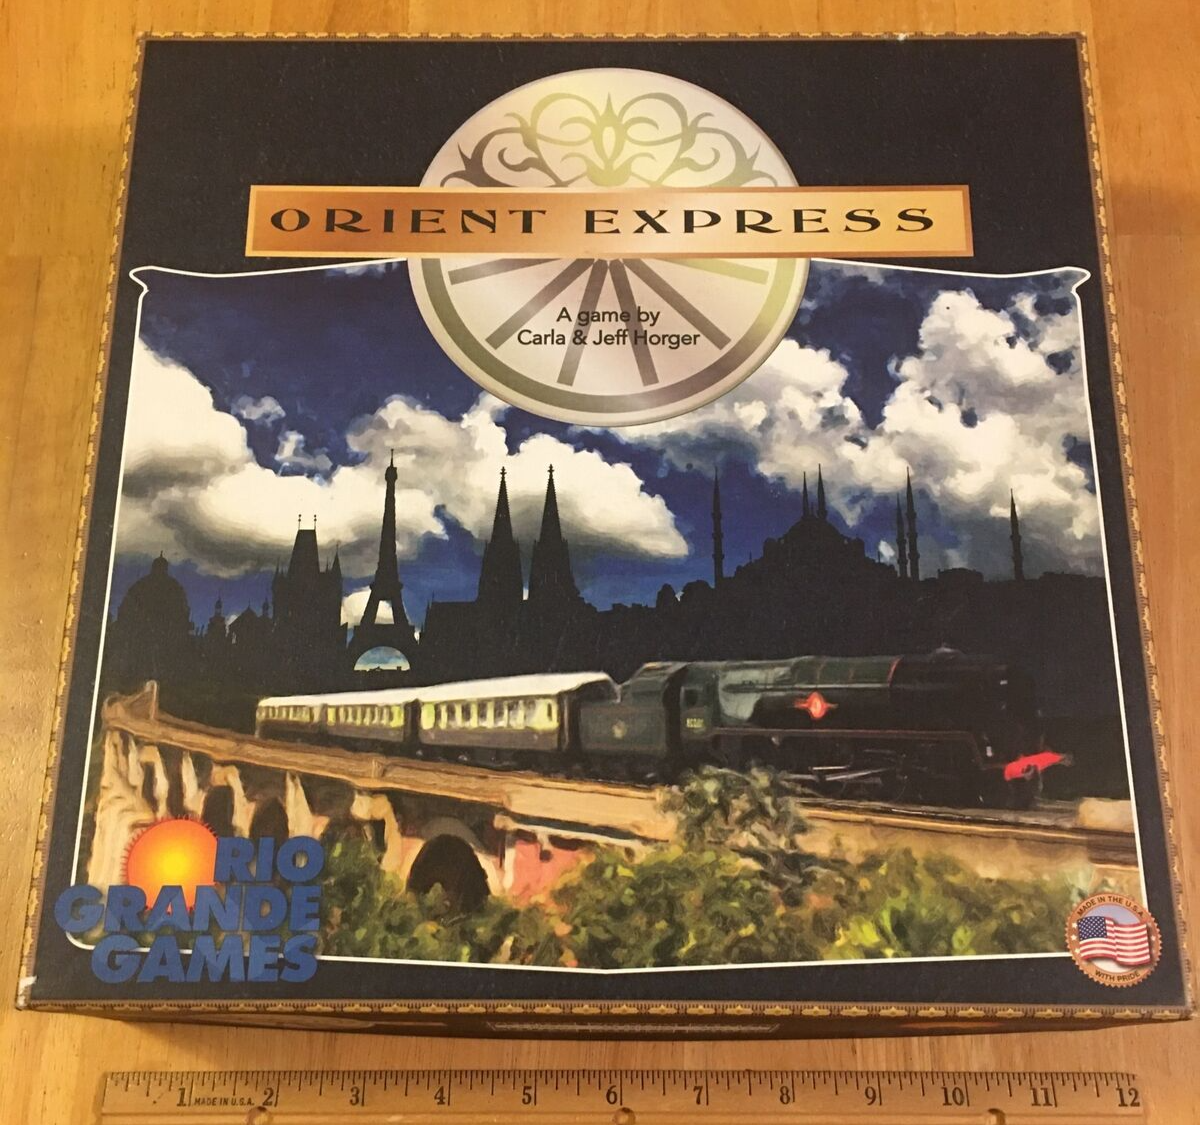 ORIENT EXPRESS
A game by
Carla & Jeff Horger
RIO
GRANDE
GAMES
MADE IN THE U.S.A.
WITH PRIDE
1 2 3 4 5 6 7 8 9 10 11 12
MADE IN U.S.A.